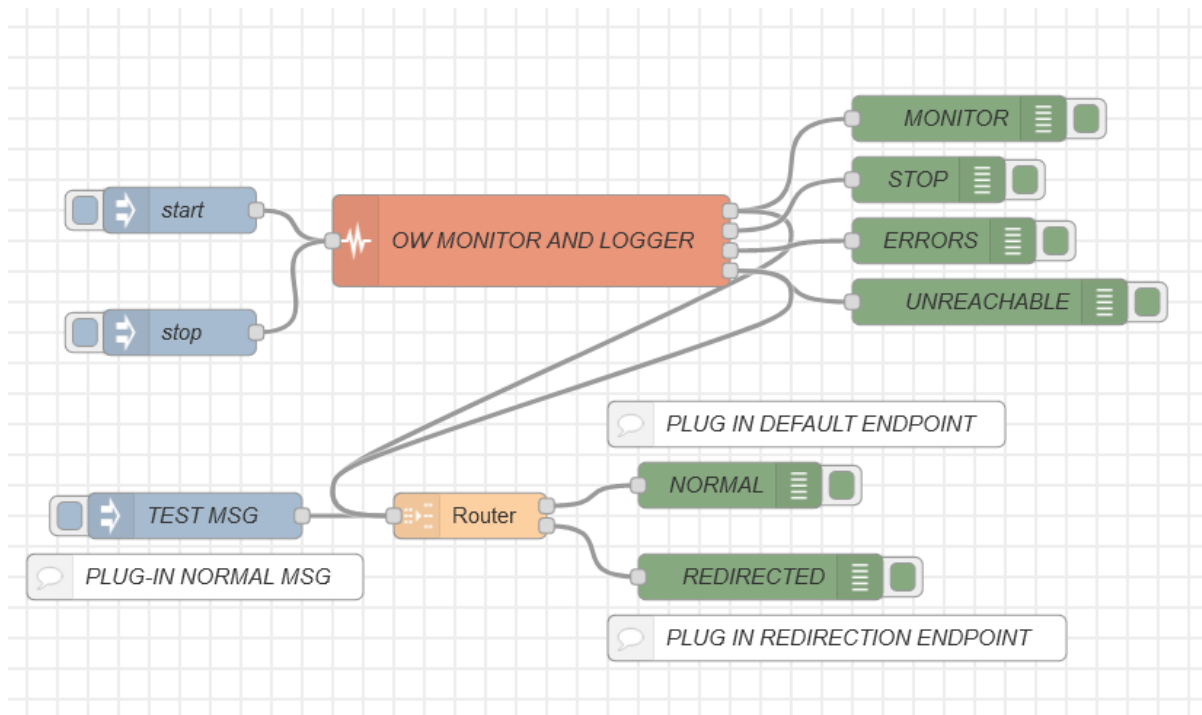 MONITOR
STOP
start
OW MONITOR AND LOGGER
ERRORS
UNREACHABLE
stop
PLUG IN DEFAULT ENDPOINT
NORMAL
TEST MSG
Router
PLUG-IN NORMAL MSG
REDIRECTED
PLUG IN REDIRECTION ENDPOINT